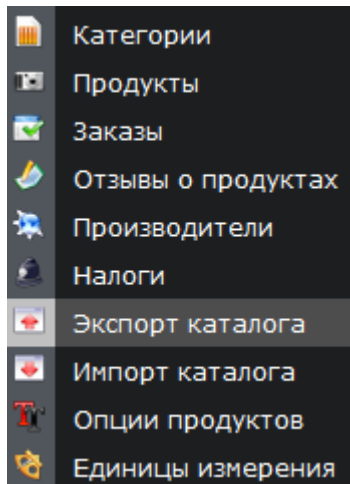 Категории
Продукты
Заказы
Отзывы о продуктах
Производители
Налоги
Экспорт каталога
Импорт каталога
Опции продуктов
Единицы измерения